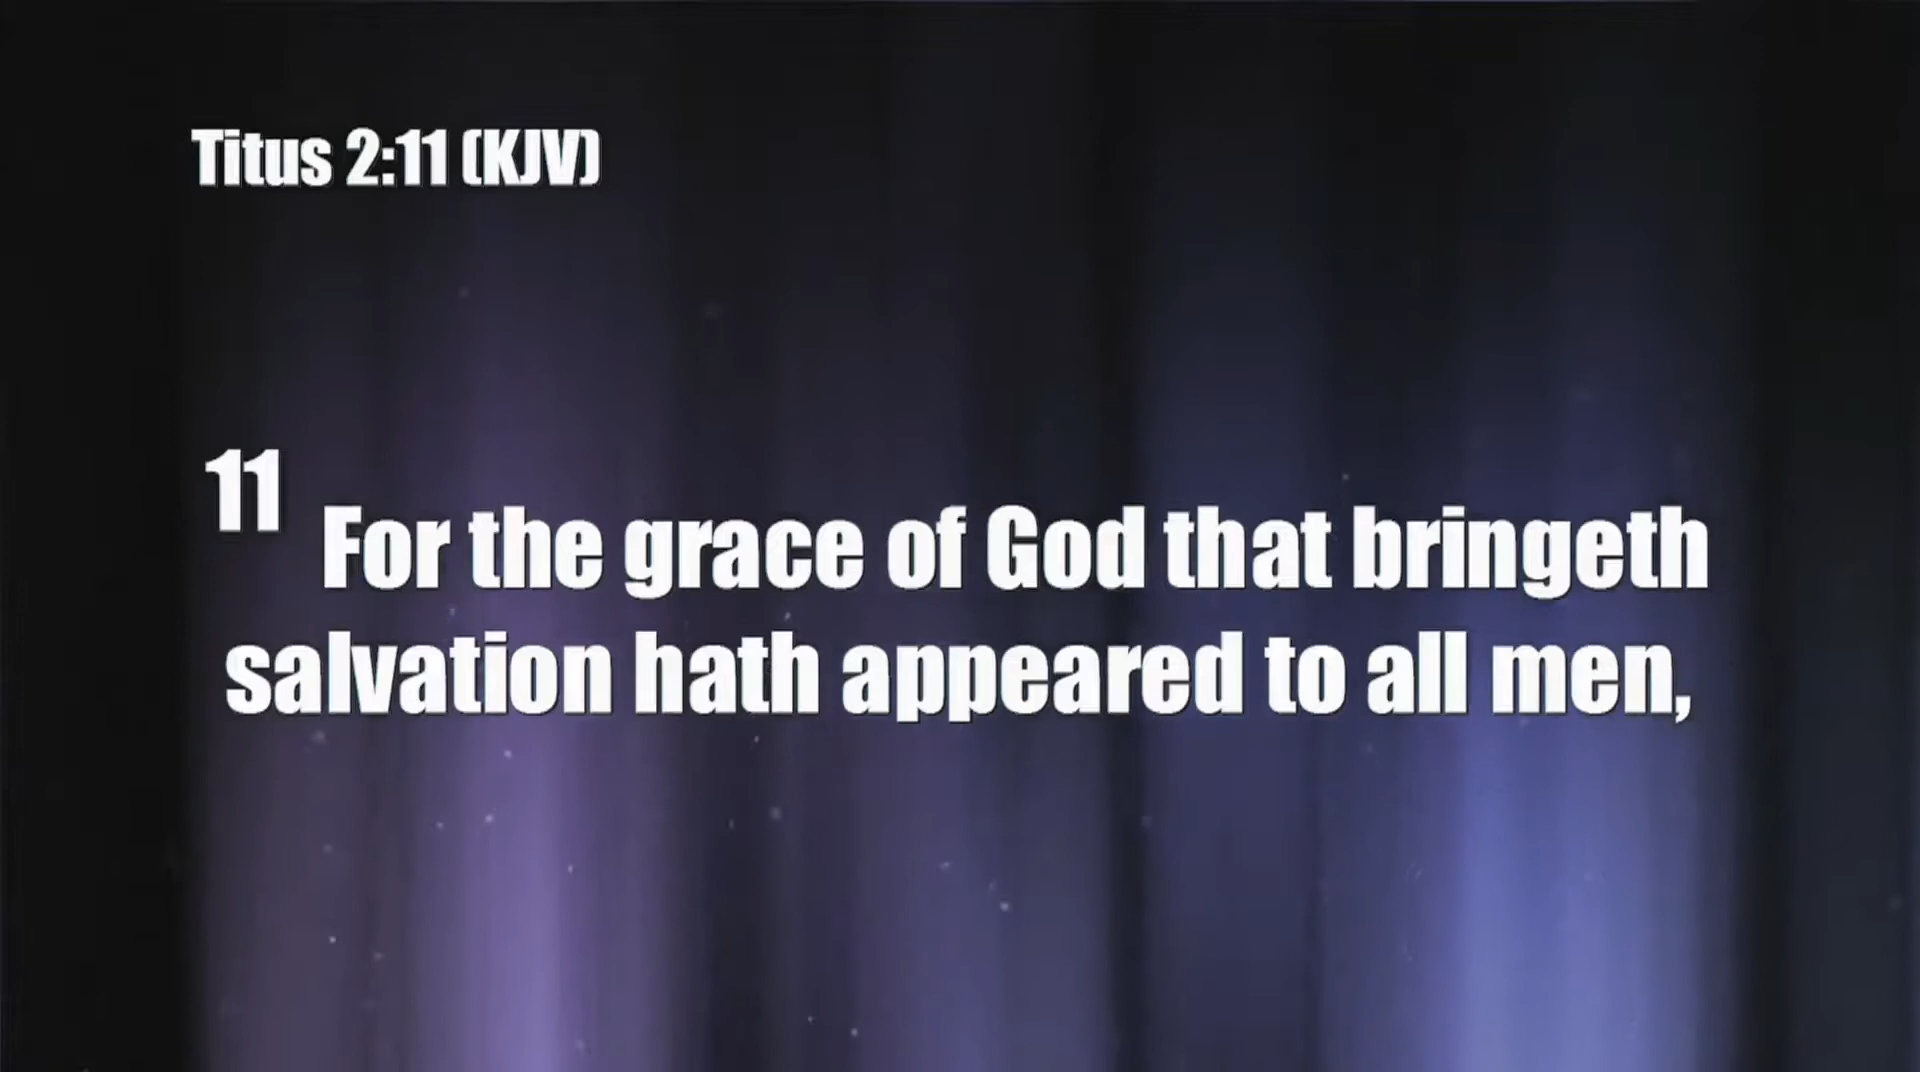 Titus 2:11 (KJV)
11 For the grace of God that bringeth
salvation hath appeared to all men,